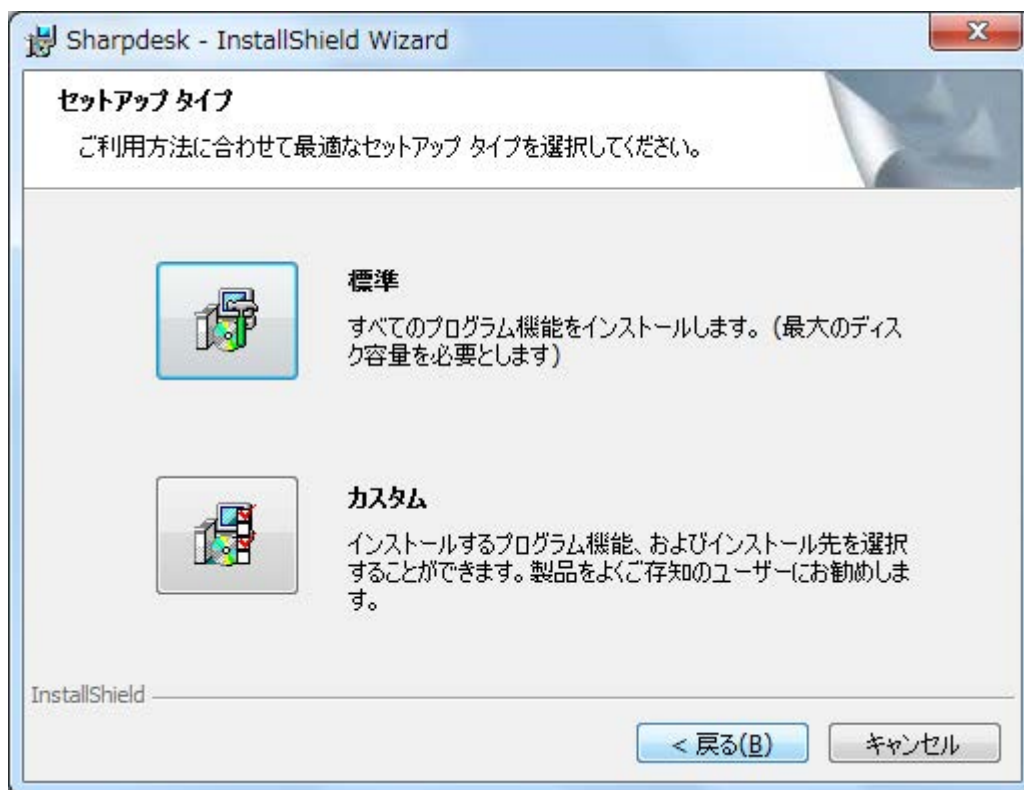 Sharpdesk - InstallShield Wizard
セットアップ タイプ
ご利用方法に合わせて最適なセットアップ タイプを選択してください。
標準
すべてのプログラム機能をインストールします。(最大のディス
ク容量を必要とします)
カスタム
インストールするプログラム機能、およびインストール先を選択
することができます。製品をよくご存知のユーザーにお勧めしま
す。
InstallShield
< 戻る(B)
キャンセル